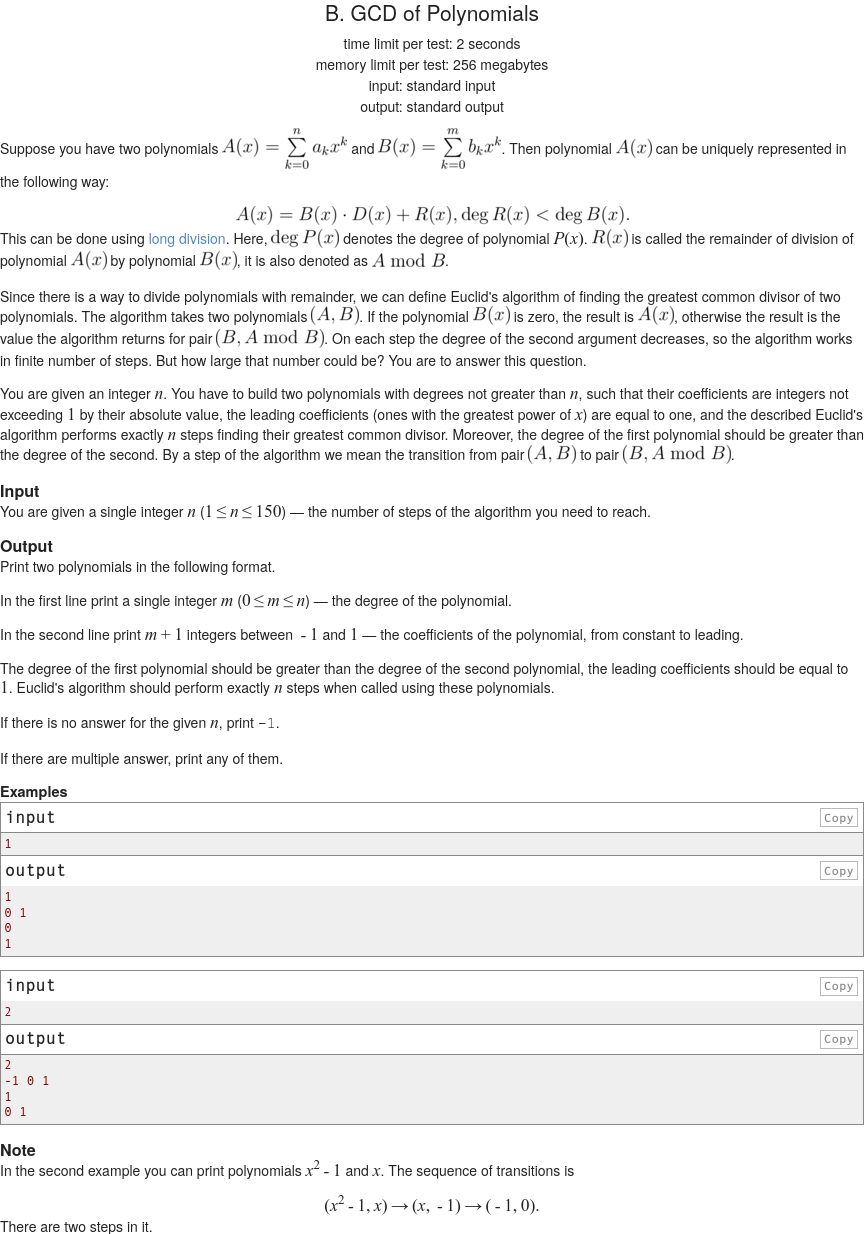 B. GCD of Polynomials
time limit per test: 2 seconds
memory limit per test: 256 megabytes
input: standard input
output: standard output
Suppose you have two polynomials $A(x) = \sum_{k=0}^{n} a_k x^k$ and $B(x) = \sum_{k=0}^{m} b_k x^k$. Then polynomial $A(x)$ can be uniquely represented in
the following way:
$A(x) = B(x) \cdot D(x) + R(x), \deg R(x) < \deg B(x).$
This can be done using long division. Here, $\deg P(x)$ denotes the degree of polynomial P(x). $R(x)$ is called the remainder of division of
polynomial $A(x)$ by polynomial $B(x)$, it is also denoted as $A \bmod B$.
Since there is a way to divide polynomials with remainder, we can define Euclid's algorithm of finding the greatest common divisor of two
polynomials. The algorithm takes two polynomials $(A, B)$. If the polynomial $B(x)$ is zero, the result is $A(x)$, otherwise the result is the
value the algorithm returns for pair $(B, A \bmod B)$. On each step the degree of the second argument decreases, so the algorithm works
in finite number of steps. But how large that number could be? You are to answer this question.
You are given an integer n. You have to build two polynomials with degrees not greater than n, such that their coefficients are integers not
exceeding 1 by their absolute value, the leading coefficients (ones with the greatest power of x) are equal to one, and the described Euclid's
algorithm performs exactly n steps finding their greatest common divisor. Moreover, the degree of the first polynomial should be greater than
the degree of the second. By a step of the algorithm we mean the transition from pair $(A, B)$ to pair $(B, A \bmod B)$.
Input
You are given a single integer n (1 ≤ n ≤ 150) — the number of steps of the algorithm you need to reach.
Output
Print two polynomials in the following format.
In the first line print a single integer m (0 ≤ m ≤ n) — the degree of the polynomial.
In the second line print m + 1 integers between - 1 and 1 — the coefficients of the polynomial, from constant to leading.
The degree of the first polynomial should be greater than the degree of the second polynomial, the leading coefficients should be equal to
1. Euclid's algorithm should perform exactly n steps when called using these polynomials.
If there is no answer for the given n, print -1.
If there are multiple answer, print any of them.
Examples
input
Copy
1
output
Copy
1
0 1
0
1
input
Copy
2
output
Copy
2
-1 0 1
1
0 1
Note
In the second example you can print polynomials x² - 1 and x. The sequence of transitions is
(x² - 1, x) → (x, - 1) → ( - 1, 0).
There are two steps in it.